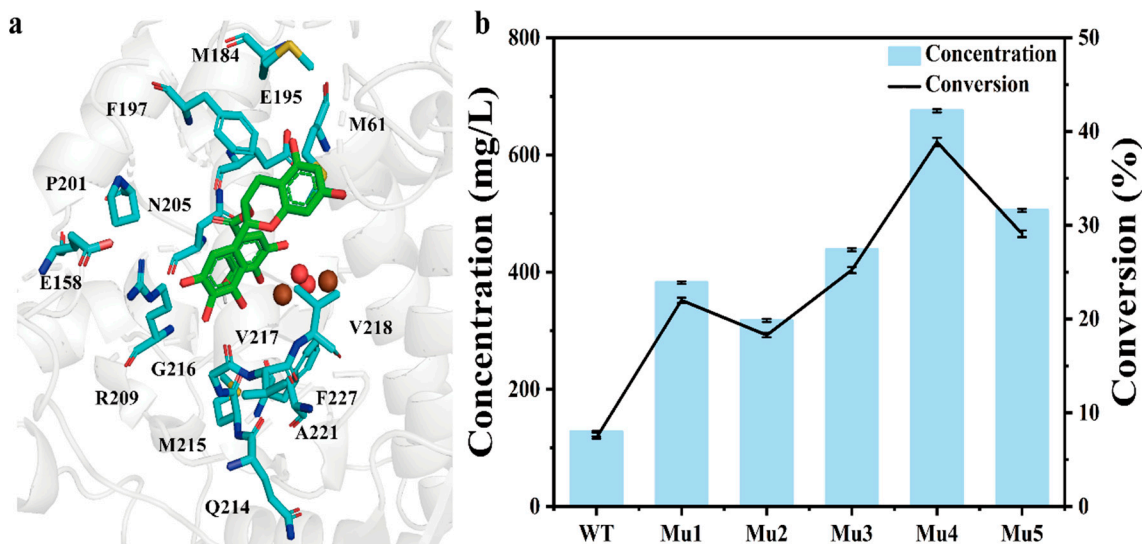 a
M184
E195
F197
M61
P201
N205
E158
V217
V218
G216
R209
F227
A221
M215
Q214
b
Concentration (mg/L)
800
600
400
200
0
Concentration
Conversion
50
40
30
20
10
0
Conversion (%)
WT Mu1 Mu2 Mu3 Mu4 Mu5